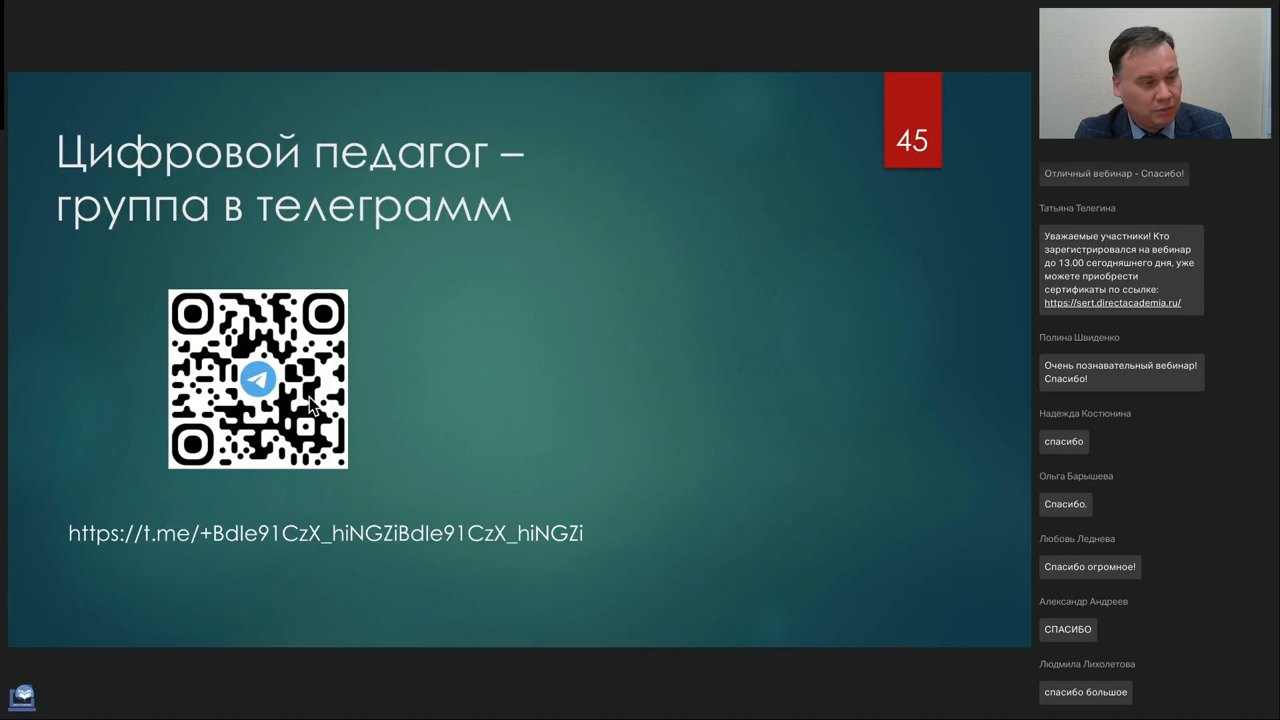 Цифровой педагог –
группа в телеграмм
45
https://t.me/+BdIe91CzX_hiNGZiBdIe91CzX_hiNGZi
Отличный вебинар - Спасибо!
Татьяна Телегина
Уважаемые участники! Кто
зарегистрировался на вебинар
до 13.00 сегодняшнего дня, уже
можете приобрести
сертификаты по ссылке:
https://sert.directacademia.ru/
Полина Швиденко
Очень познавательный вебинар!
Спасибо!
Надежда Костюнина
спасибо
Ольга Барышева
Спасибо.
Любовь Леднева
Спасибо огромное!
Александр Андреев
СПАСИБО
Людмила Лихолетова
спасибо большое